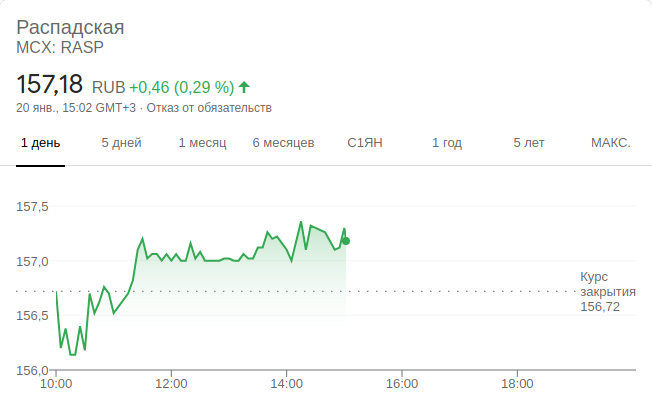 Распадская
MCX: RASP
157,18 RUB +0,46 (0,29 %)
20 янв., 15:02 GMT+3 · Отказ от обязательств
1 день 5 дней 1 месяц 6 месяцев С1ЯН 1 год 5 лет МАКС.
157,5
157,0
156,5
156,0
Курс
закрытия
156,72
10:00 12:00 14:00 16:00 18:00